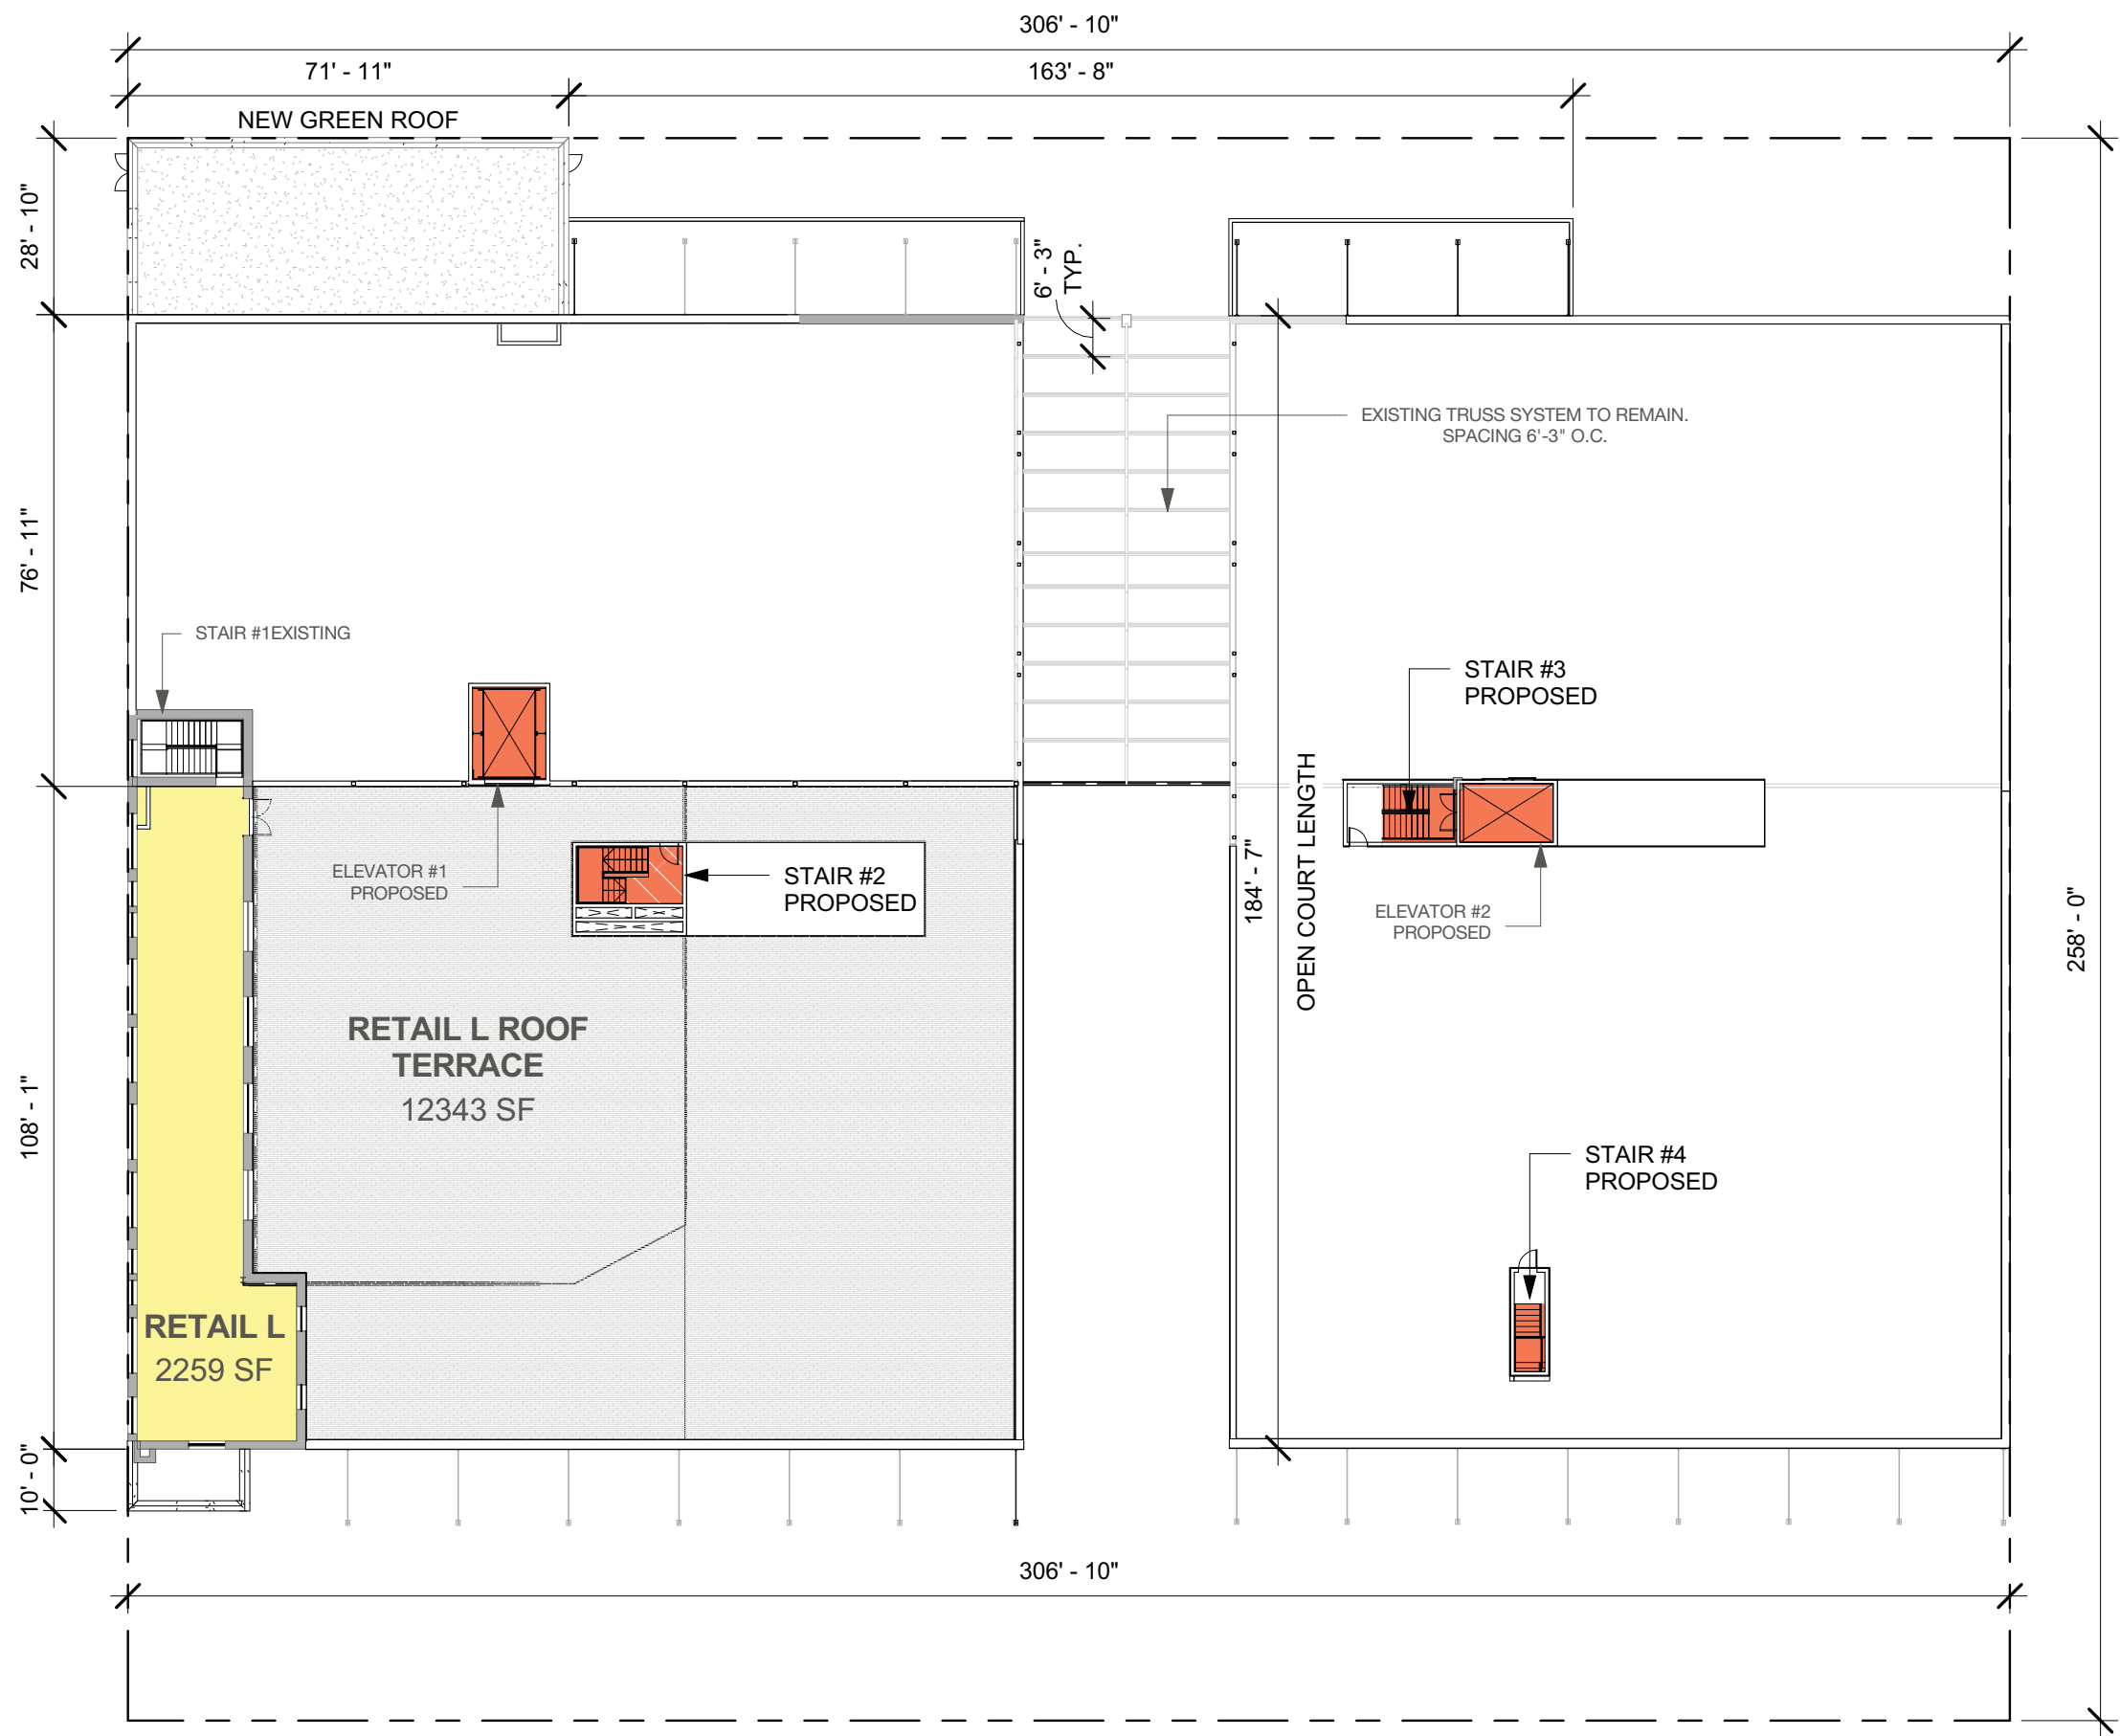 306' - 10"
71' - 11"
163' - 8"
NEW GREEN ROOF
28' - 10"
6' - 3"
TYP.
EXISTING TRUSS SYSTEM TO REMAIN.
SPACING 6'-3" O.C.
76' - 11"
STAIR #1EXISTING
STAIR #3
PROPOSED
184' - 7"
OPEN COURT LENGTH
ELEVATOR #1
PROPOSED
STAIR #2
PROPOSED
ELEVATOR #2
PROPOSED
258' - 0"
RETAIL L ROOF
TERRACE
12343 SF
108' - 1"
STAIR #4
PROPOSED
RETAIL L
2259 SF
10' - 0"
306' - 10"